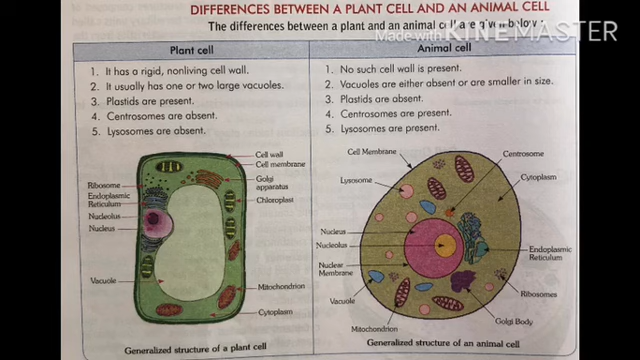 DIFFERENCES BETWEEN A PLANT CELL AND AN ANIMAL CELL
The differences between a plant and an animal cell are given below :
Made with KINEMASTER
Plant cell
1. It has a rigid, nonliving cell wall.
2. It usually has one or two large vacuoles.
3. Plastids are present.
4. Centrosomes are absent.
5. Lysosomes are absent.
Animal cell
1. No such cell wall is present.
2. Vacuoles are either absent or are smaller in size.
3. Plastids are absent.
4. Centrosomes are present.
5. Lysosomes are present.
Cell wall
Cell membrane
Golgi
apparatus
Chloroplast
Ribosome
Endoplasmic
Reticulum
Nucleolus
Nucleus
Vacuole
Mitochondrion
Cytoplasm
Generalized structure of a plant cell
Cell Membrane
Centrosome
Lysosome
Cytoplasm
Nucleus
Nucleolus
Nuclear
Membrane
Endoplasmic
Reticulum
Vacuole
Ribosomes
Mitochondrion
Golgi Body
Generalized structure of an animal cell